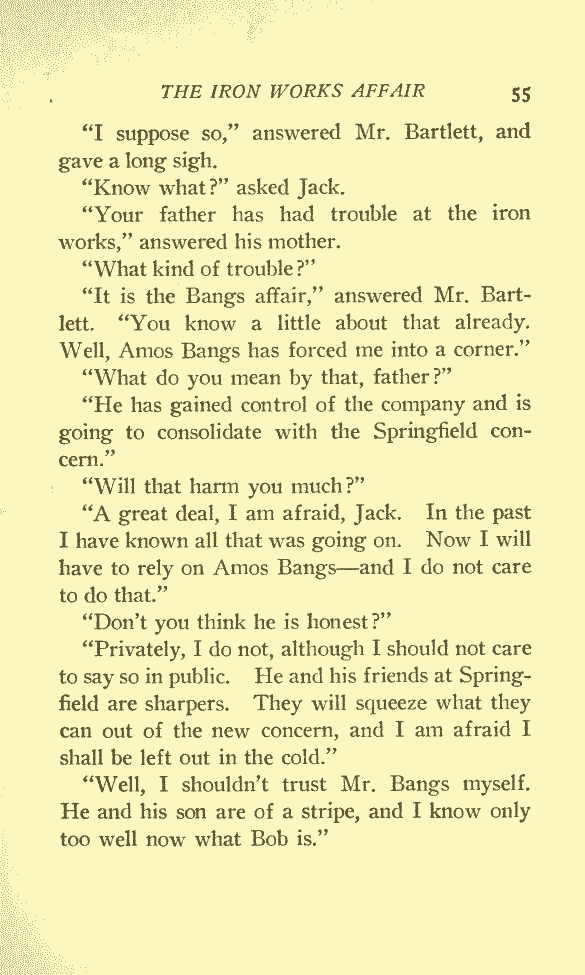 THE IRON WORKS AFFAIR 55
“I suppose so,” answered Mr. Bartlett, and
gave a long sigh.
“Know what?” asked Jack.
“Your father has had trouble at the iron
works,” answered his mother.
“What kind of trouble?”
“It is the Bangs affair,” answered Mr. Bart-
lett. “You know a little about that already.
Well, Amos Bangs has forced me into a corner.”
“What do you mean by that, father?”
“He has gained control of the company and is
going to consolidate with the Springfield con-
cern.”
“Will that harm you much?”
“A great deal, I am afraid, Jack. In the past
I have known all that was going on. Now I will
have to rely on Amos Bangs—and I do not care
to do that.”
“Don’t you think he is honest?”
“Privately, I do not, although I should not care
to say so in public. He and his friends at Spring-
field are sharpers. They will squeeze what they
can out of the new concern, and I am afraid I
shall be left out in the cold.”
“Well, I shouldn’t trust Mr. Bangs myself.
He and his son are of a stripe, and I know only
too well now what Bob is.”